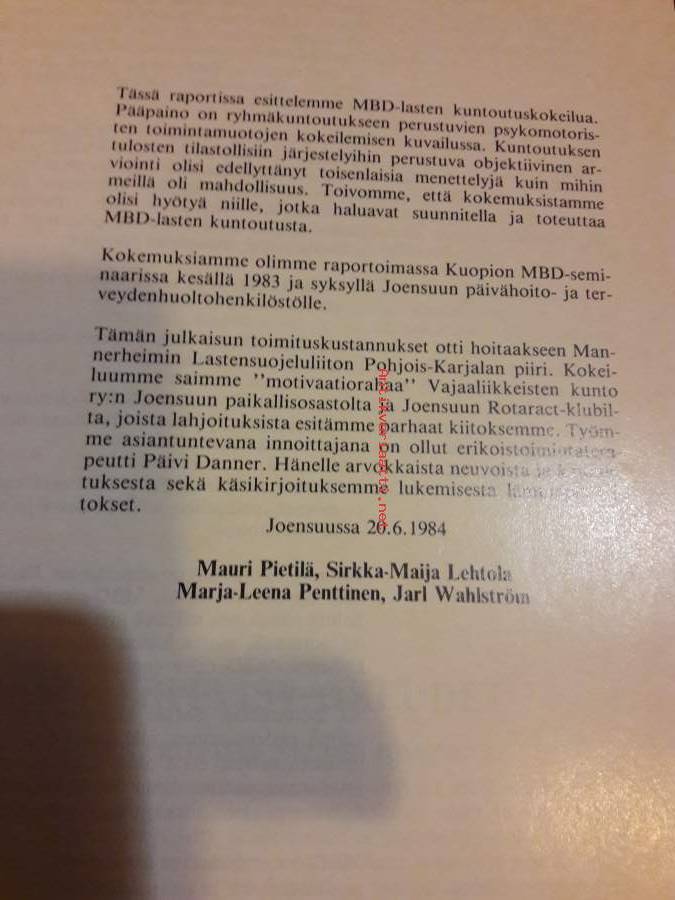 Tässä raportissa esittelemme MBD-lasten kuntoutuskokeilua.
Pääpaino on ryhmäkuntoutukseen perustuvien psykomotoris-
ten toimintamuotojen kokeilemisen kuvailussa. Kuntoutuksen
tulosten tilastollisiin järjestelyihin perustuva objektiivinen ar-
viointi olisi edellyttänyt toisenlaisia menettelyjä kuin mihin
meillä oli mahdollisuus. Toivomme, että kokemuksistamme
olisi hyötyä niille, jotka haluavat suunnitella ja toteuttaa
MBD-lasten kuntoutusta.
Kokemuksiamme olimme raportoimassa Kuopion MBD-semi-
naarissa kesällä 1983 ja syksyllä Joensuun päivähoito- ja ter-
veydenhuoltohenkilöstölle.
Tämän julkaisun toimituskustannukset otti hoitaakseen Man-
nerheimin Lastensuojeluliiton Pohjois-Karjalan piiri. Kokei-
luumme saimme "motivaatiorahaa" Vajaaliikkeisten kunto
ry:n Joensuun paikallisosastolta ja Joensuun Rotaract-klubil-
ta, joista lahjoituksista esitämme parhaat kiitoksemme. Työm-
me asiantuntevana innoittajana on ollut erikoistoimintatera-
peutti Päivi Danner. Hänelle arvokkaista neuvoista ja
tuksesta sekä käsikirjoituksemme lukemisesta
tokset.
Joensuussa 20.6.1984
Mauri Pietilä, Sirkka-Maija Lehtola
Marja-Leena Penttinen, Jarl Wahlström